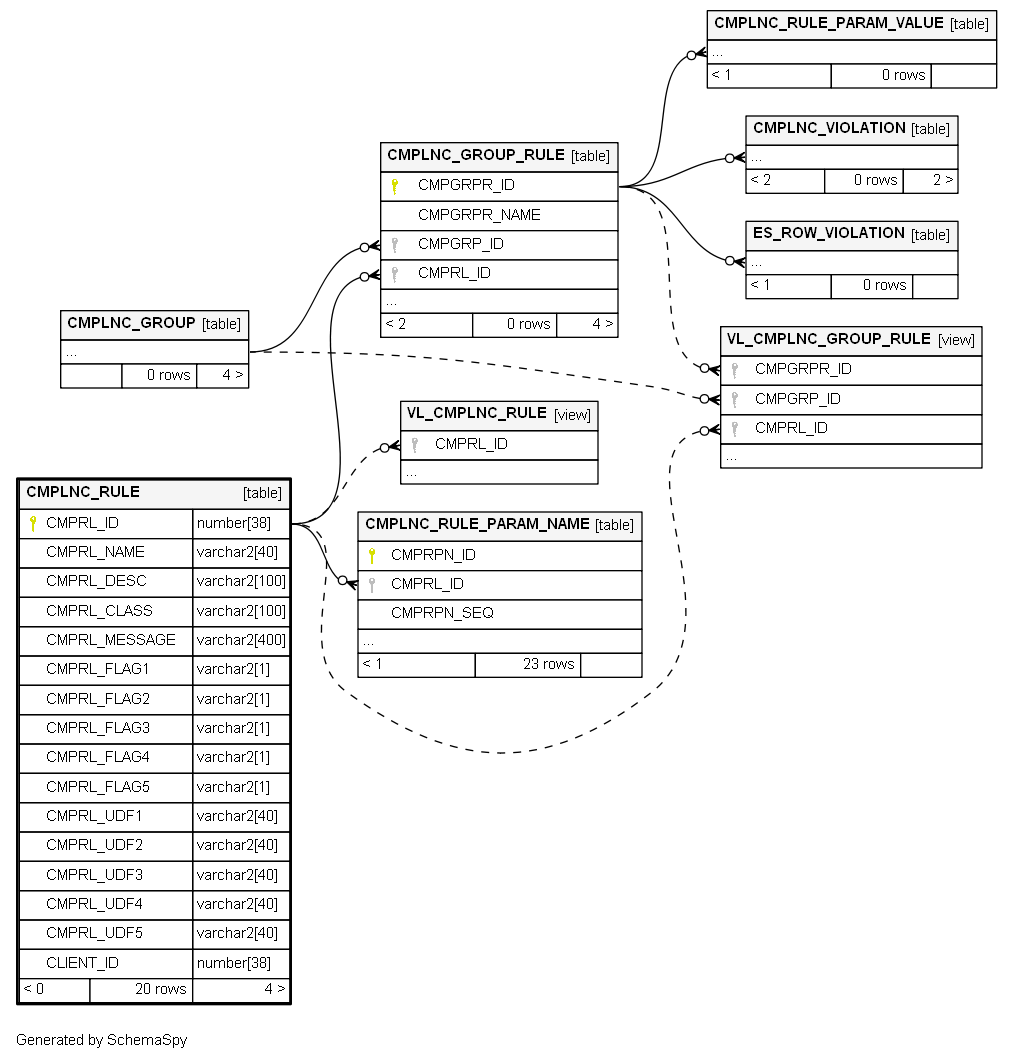 CMPLNC_RULE_PARAM_VALUE [table]
...
< 1 0 rows
CMPLNC_VIOLATION [table]
...
< 2 0 rows 2 >
CMPLNC_GROUP_RULE [table]
CMPGRPR_ID
CMPGRPR_NAME
CMPGRP_ID
CMPRL_ID
...
< 2 0 rows 4 >
ES_ROW_VIOLATION [table]
...
< 1 0 rows
CMPLNC_GROUP [table]
...
0 rows 4 >
VL_CMPLNC_GROUP_RULE [view]
CMPGRPR_ID
CMPGRP_ID
CMPRL_ID
...
VL_CMPLNC_RULE [view]
CMPRL_ID
...
CMPLNC_RULE [table]
CMPRL_ID number[38]
CMPRL_NAME varchar2[40]
CMPRL_DESC varchar2[100]
CMPRL_CLASS varchar2[100]
CMPRL_MESSAGE varchar2[400]
CMPRL_FLAG1 varchar2[1]
CMPRL_FLAG2 varchar2[1]
CMPRL_FLAG3 varchar2[1]
CMPRL_FLAG4 varchar2[1]
CMPRL_FLAG5 varchar2[1]
CMPRL_UDF1 varchar2[40]
CMPRL_UDF2 varchar2[40]
CMPRL_UDF3 varchar2[40]
CMPRL_UDF4 varchar2[40]
CMPRL_UDF5 varchar2[40]
CLIENT_ID number[38]
< 0 20 rows 4 >
CMPLNC_RULE_PARAM_NAME [table]
CMPRPN_ID
CMPRL_ID
CMPRPN_SEQ
...
< 1 23 rows
Generated by SchemaSpy